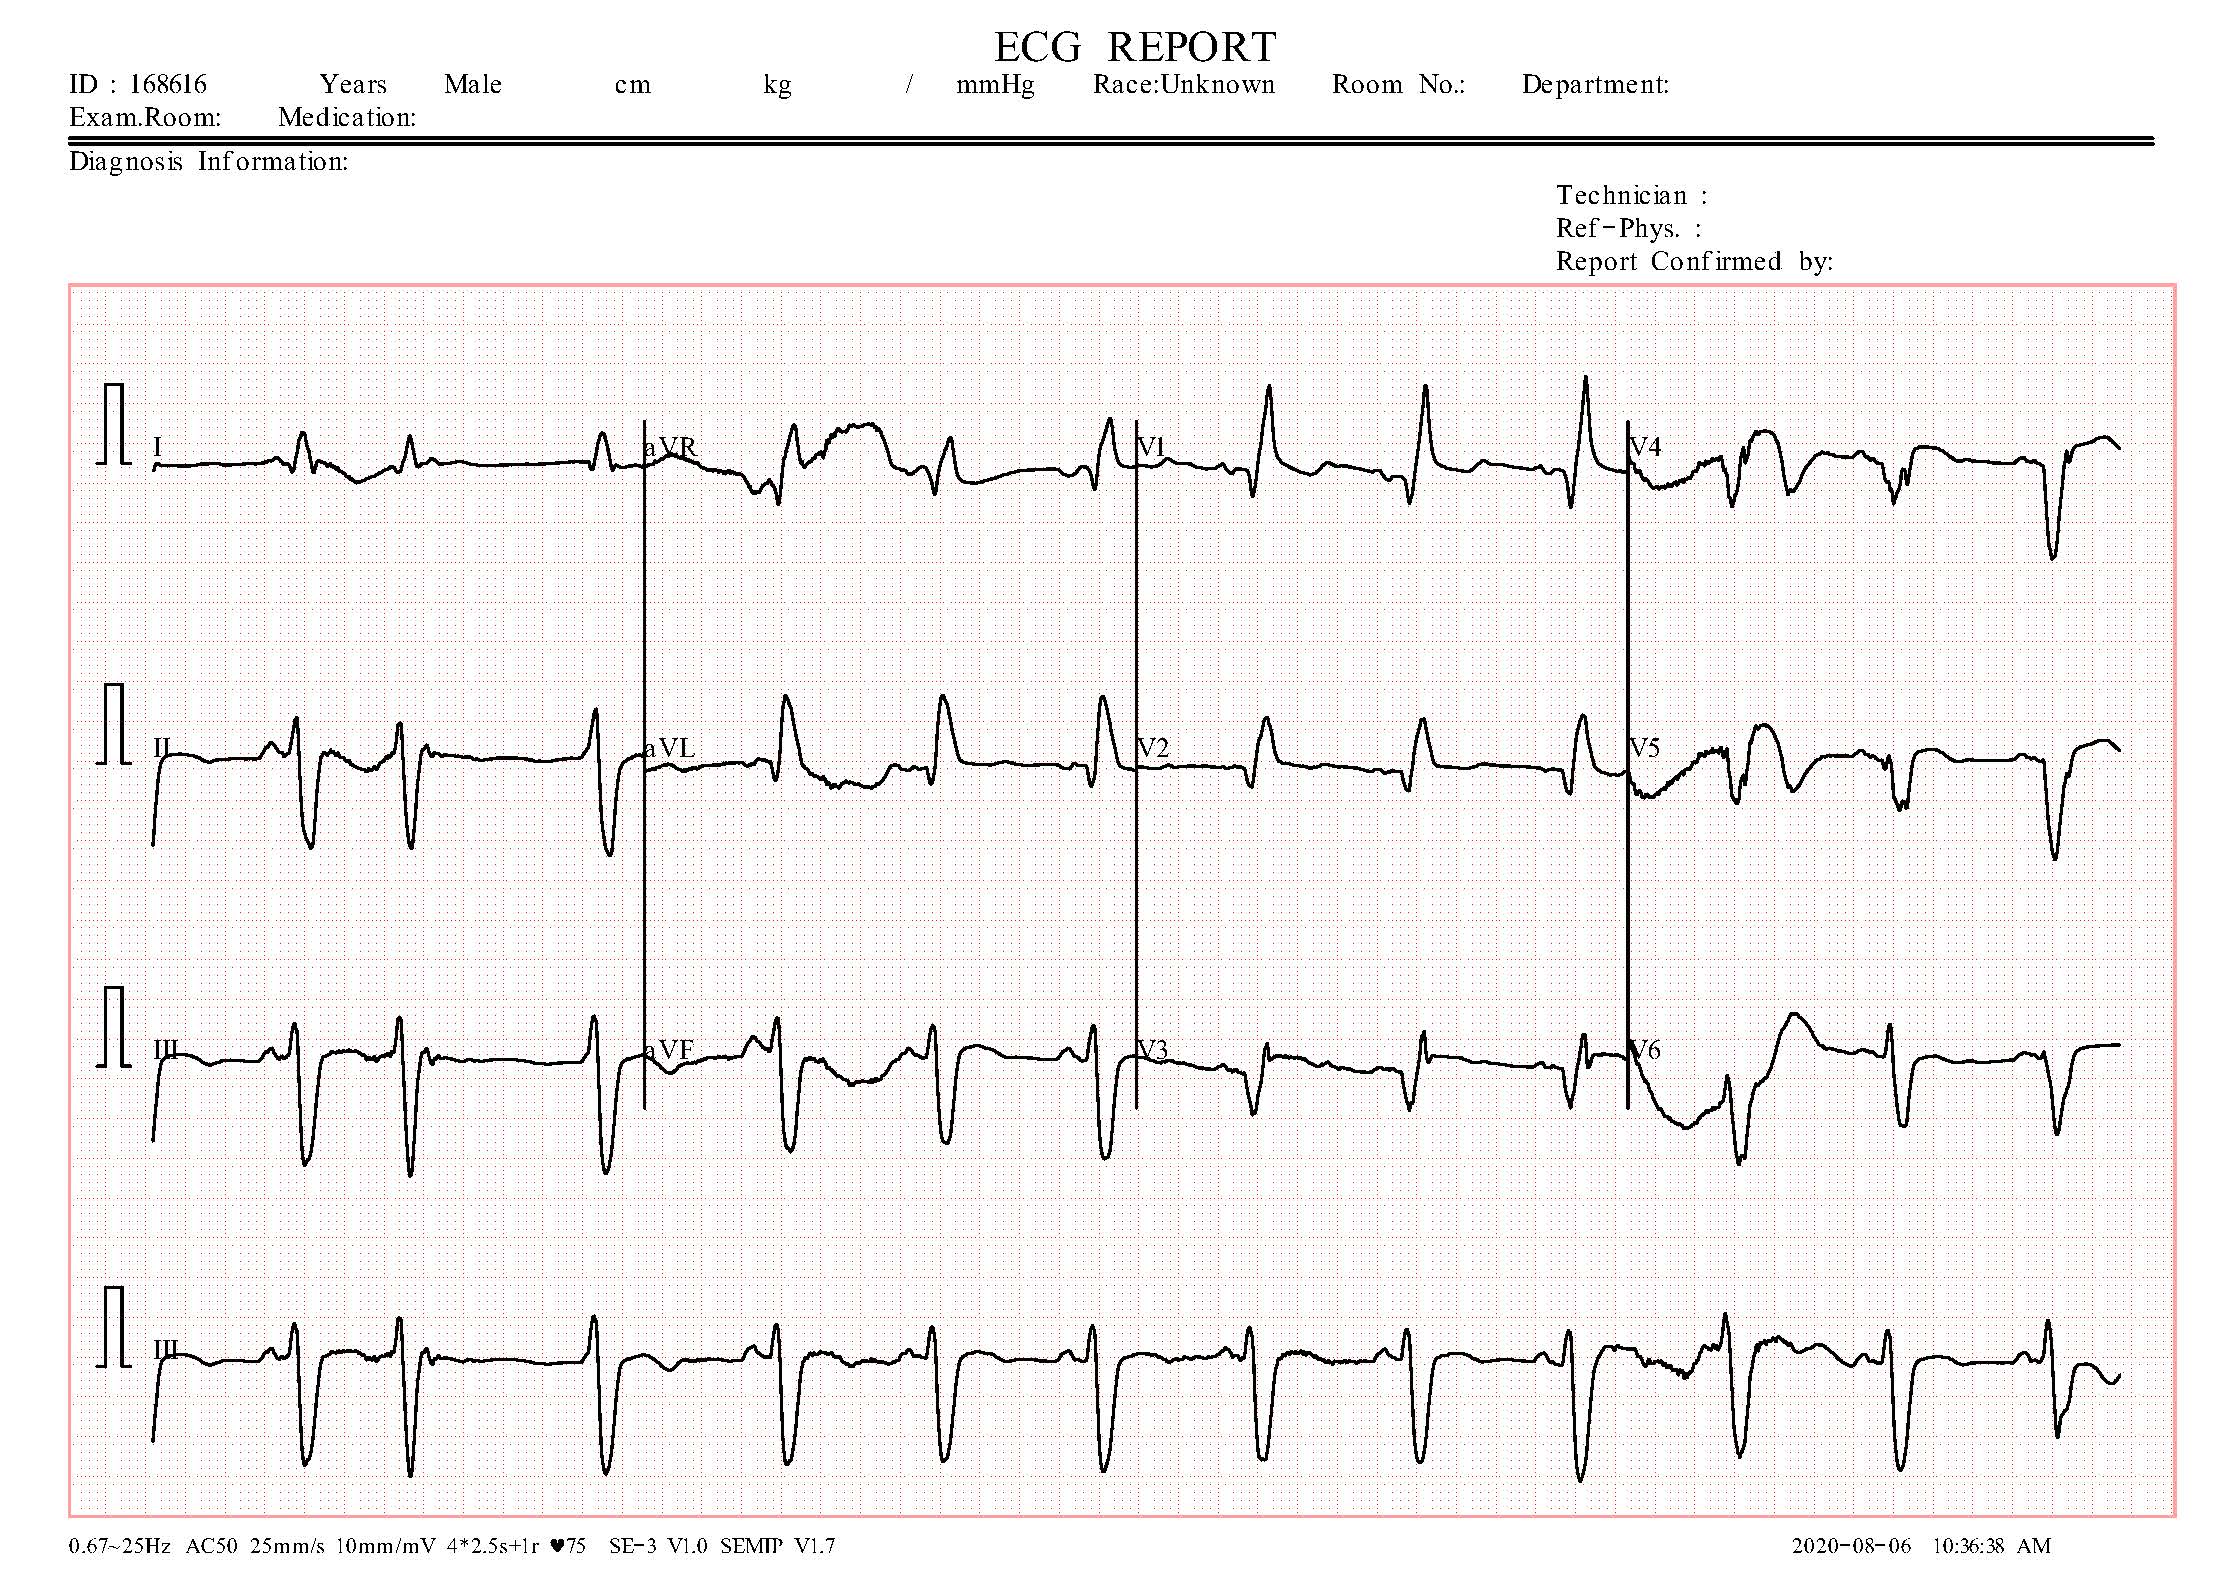 ECG REPORT
ID : 168616 Years Male cm kg / mmHg Race:Unknown Room No.: Department:
Exam.Room: Medication:
Diagnosis Information:
Technician :
Ref-Phys. :
Report Confirmed by:
I aVR V1 V4
II aVL V2 V5
III aVF V3 V6
III
0.67~25Hz AC50 25mm/s 10mm/mV 4*2.5s+1r ♥75 SE-3 V1.0 SEMIP V1.7 2020-08-06 10:36:38 AM